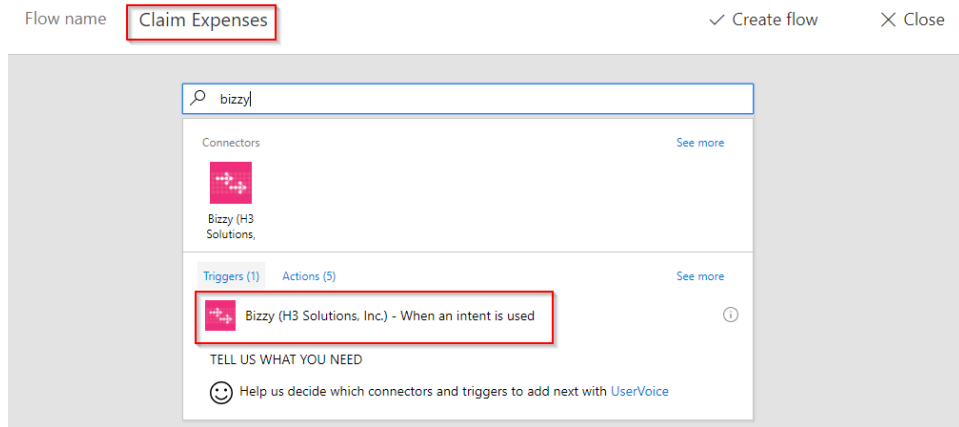 Flow name Claim Expenses Create flow Close
bizzy
Connectors See more
Bizzy (H3
Solutions,
Triggers (1) Actions (5) See more
Bizzy (H3 Solutions, Inc.) - When an intent is used
TELL US WHAT YOU NEED
Help us decide which connectors and triggers to add next with UserVoice